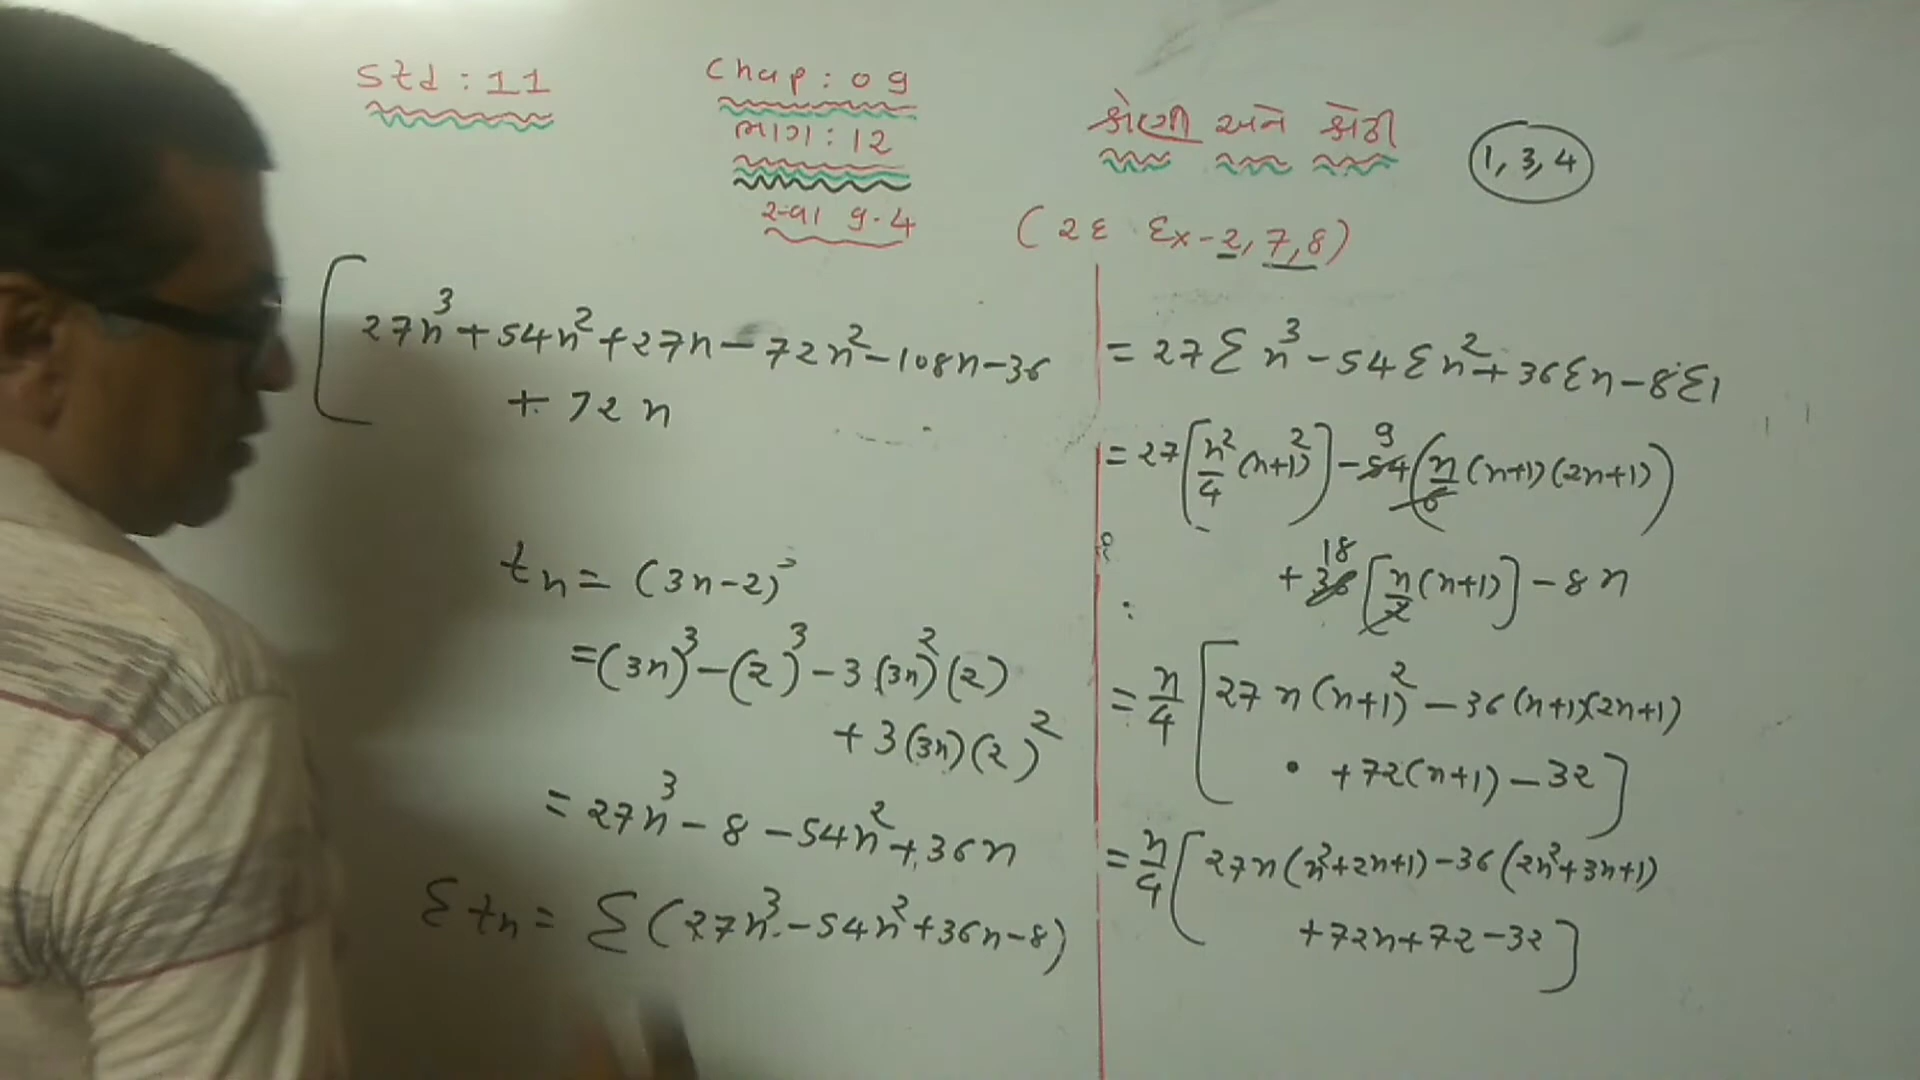 Std : 11
Chap : 09
ભાગ : 12
સ્વા 9.4
શ્રેણી અને શ્રેઢી
1, 3, 4
(રદ Ex-2, 7, 8)
[27n³ + 54n² + 27n - 72n² - 108n - 36
+ 72n
tn = (3n-2)³
= (3n)³ - (2)³ - 3(3n)²(2)
+ 3(3n)(2)²
= 27n³ - 8 - 54n² + 36n
Σtn = Σ(27n³ - 54n² + 36n - 8)
= 27Σn³ - 54Σn² + 36Σn - 8Σ1
= 27[n²/4 (n+1)²] - 54 9 (n/6 (n+1)(2n+1))
+ 36 18 [n/2 (n+1)] - 8n
= n/4 [27n(n+1)² - 36(n+1)(2n+1)
+ 72(n+1) - 32]
= n/4 [27n(n²+2n+1) - 36(2n²+3n+1)
+ 72n + 72 - 32]